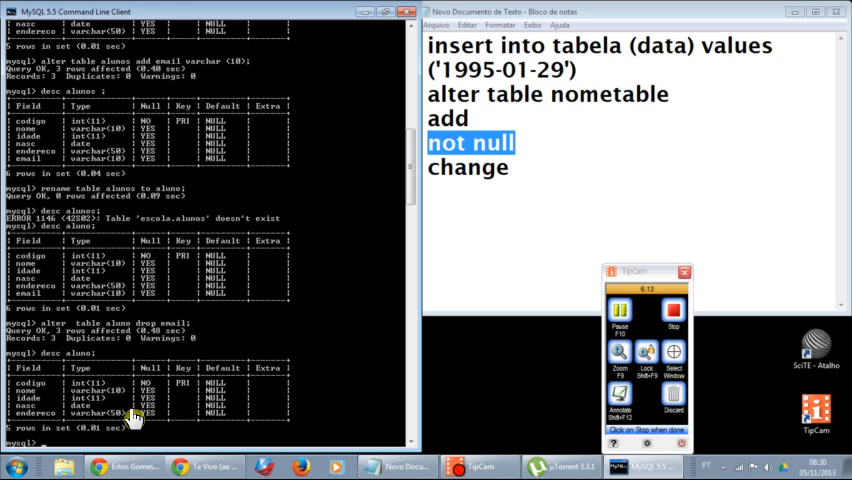 MySQL 5.5 Command Line Client
| nasc | date | YES | | NULL | |
| endereco | varchar(50) | YES | | NULL | |
5 rows in set (0.01 sec)
mysql> alter table alunos add email varchar (10);
Query OK, 3 rows affected (0.40 sec)
Records: 3  Duplicates: 0  Warnings: 0
mysql> desc alunos ;
| Field | Type | Null | Key | Default | Extra |
| codigo | int(11) | NO | PRI | NULL | |
| nome | varchar(10) | YES | | NULL | |
| idade | int(11) | YES | | NULL | |
| nasc | date | YES | | NULL | |
| endereco | varchar(50) | YES | | NULL | |
| email | varchar(10) | YES | | NULL | |
6 rows in set (0.04 sec)
mysql> rename table alunos to aluno;
Query OK, 0 rows affected (0.09 sec)
mysql> desc alunos;
ERROR 1146 (42S02): Table 'escola.alunos' doesn't exist
mysql> desc aluno;
| Field | Type | Null | Key | Default | Extra |
| codigo | int(11) | NO | PRI | NULL | |
| nome | varchar(10) | YES | | NULL | |
| idade | int(11) | YES | | NULL | |
| nasc | date | YES | | NULL | |
| endereco | varchar(50) | YES | | NULL | |
| email | varchar(10) | YES | | NULL | |
6 rows in set (0.01 sec)
mysql> alter  table aluno drop email;
Query OK, 3 rows affected (0.48 sec)
Records: 3  Duplicates: 0  Warnings: 0
mysql> desc aluno;
| Field | Type | Null | Key | Default | Extra |
| codigo | int(11) | NO | PRI | NULL | |
| nome | varchar(10) | YES | | NULL | |
| idade | int(11) | YES | | NULL | |
| nasc | date | YES | | NULL | |
| endereco | varchar(50) | YES | | NULL | |
5 rows in set (0.01 sec)
mysql> _
Novo Documento de Texto - Bloco de notas
Arquivo Editar Formatar Exibir Ajuda
insert into tabela (data) values
('1995-01-29')
alter table nometable
add
not null
change
TipCam
6:13
Pause Stop
F10
Zoom Lock Select
F9 Shift+F9 Window
Annotate Discard
Shift+F12
Click on Stop when done
SciTE - Atalho
TipCam
Erlon Gomes...
Te Vivo (ao ...
Novo Docu...
TipCam
µTorrent 3.3.1
MySQL 5.5 ...
PT
08:30
05/11/2013